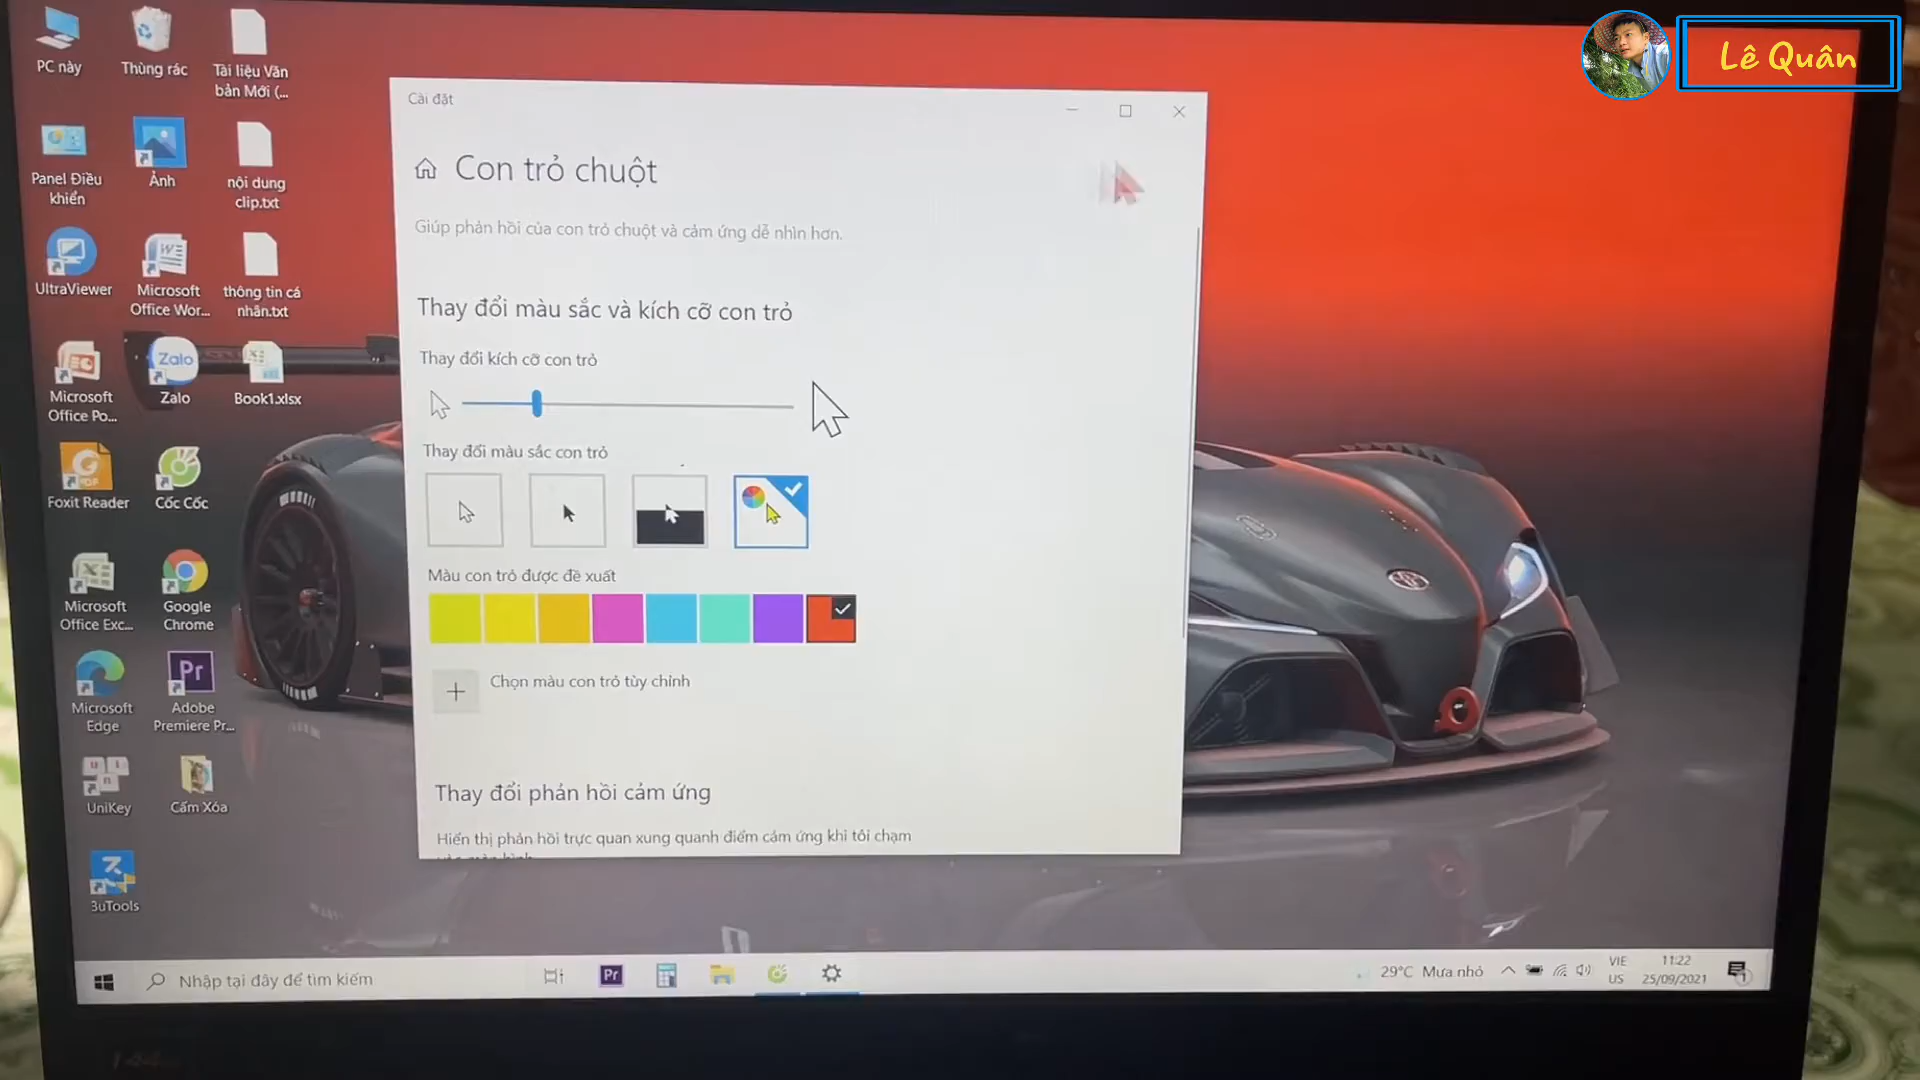 Lê Quân
PC này
Thùng rác
Tài liệu Văn
bản Mới (...
Panel Điều
khiển
Ảnh
nội dung
clip.txt
UltraViewer
Microsoft
Office Wor...
thông tin cá
nhân.txt
Microsoft
Office Po...
Zalo
Zalo
Book1.xlsx
Foxit Reader
Cốc Cốc
Microsoft
Office Exc...
Google
Chrome
Microsoft
Edge
Pr
Adobe
Premiere Pr...
UniKey
Cấm Xóa
3uTools
Cài đặt
Con trỏ chuột
Giúp phản hồi của con trỏ chuột và cảm ứng dễ nhìn hơn.
Thay đổi màu sắc và kích cỡ con trỏ
Thay đổi kích cỡ con trỏ
Thay đổi màu sắc con trỏ
Màu con trỏ được đề xuất
Chọn màu con trỏ tùy chỉnh
Thay đổi phản hồi cảm ứng
Hiển thị phản hồi trực quan xung quanh điểm cảm ứng khi tôi chạm
Nhập tại đây để tìm kiếm
Pr
29°C Mưa nhỏ
VIE
US
11:22
25/09/2021
1